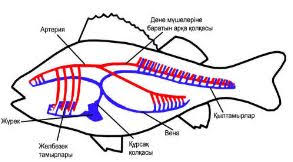 Артерия
Дене мүшелеріне
баратын арқа қолқасы
Жүрек
Желбезек
тамырлары
Құрсақ
қолқасы
Вена
Қылтамырлар